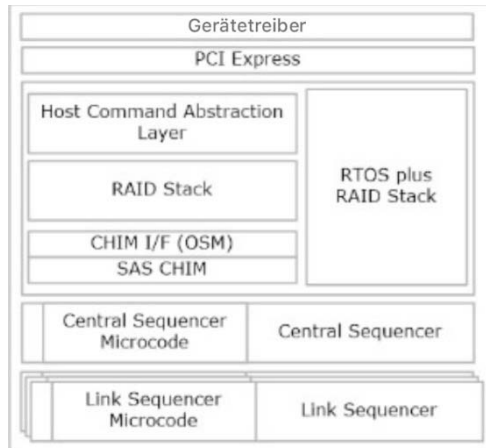 Gerätetreiber
PCI Express
Host Command Abstraction
Layer
RAID Stack
CHIM I/F (OSM)
SAS CHIM
RTOS plus
RAID Stack
Central Sequencer
Microcode
Central Sequencer
Link Sequencer
Microcode
Link Sequencer